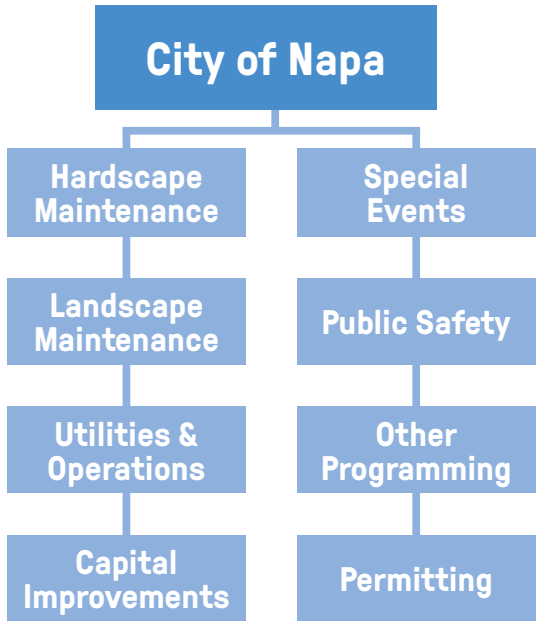 City of Napa
Hardscape
Maintenance
Landscape
Maintenance
Utilities &
Operations
Capital
Improvements
Special
Events
Public Safety
Other
Programming
Permitting